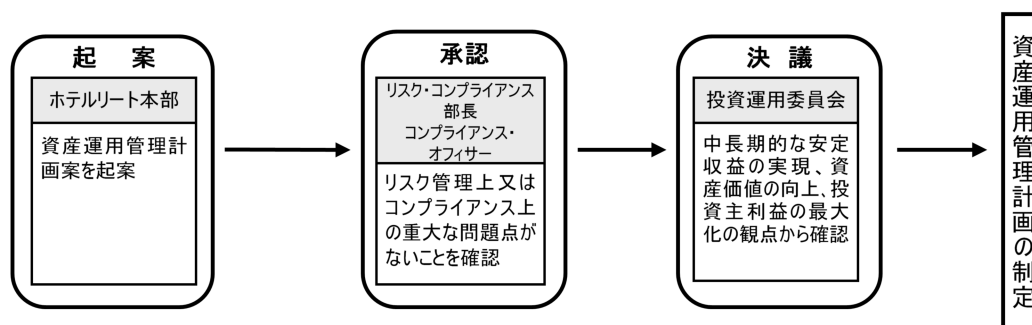 起 案
ホテルリート本部
資産運用管理計
画案を起案
承認
リスク・コンプライアンス
部長
コンプライアンス・
オフィサー
リスク管理上又は
コンプライアンス上
の重大な問題点が
ないことを確認
決 議
投資運用委員会
中長期的な安定
収益の実現、資
産価値の向上、投
資主利益の最大
化の観点から確認
資産運用管理計画の制定